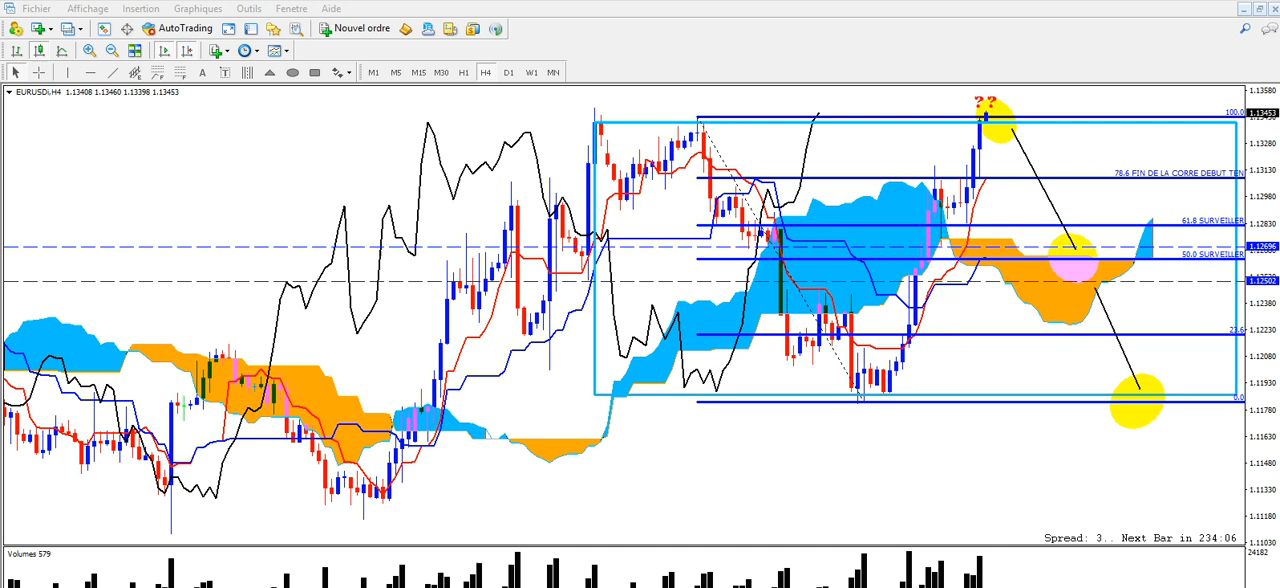 Fichier Affichage Insertion Graphiques Outils Fenetre Aide
AutoTrading Nouvel ordre
A T M1 M5 M15 M30 H1 H4 D1 W1 MN
EURUSDi,H4 1.13408 1.13460 1.13398 1.13453
1.13580
??
100.0
1.13453
1.13280
78.6 FIN DE LA CORRE DEBUT TEN
1.13130
1.12980
61.8 SURVEILLER
1.12830
1.12696
50.0 SURVEILLER
1.12502
1.12380
23.6
1.12230
1.12080
1.11930
0.0
1.11780
1.11630
1.11480
1.11330
1.11180
Spread: 3.. Next Bar in 234:06
1.11030
Volumes 579
24182